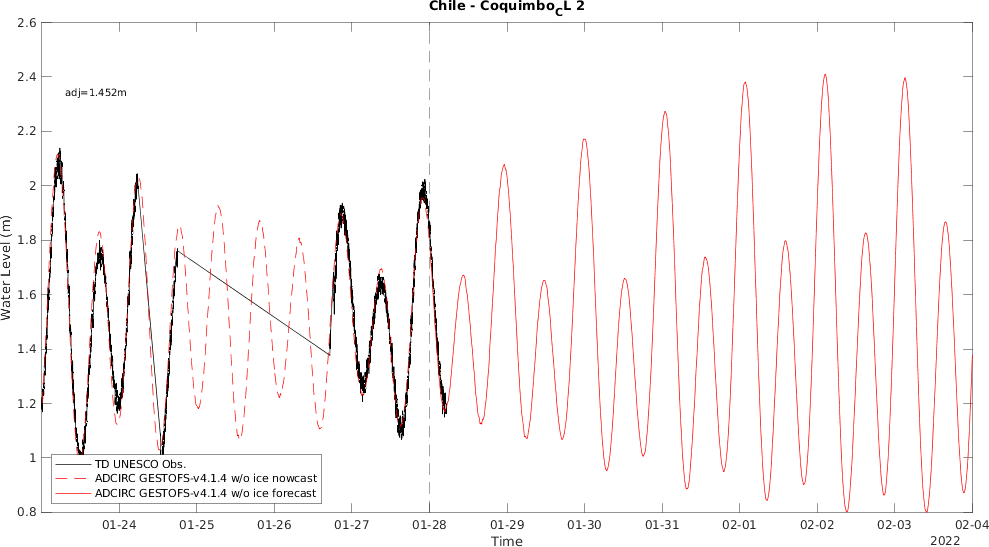 Chile - Coquimbo_CL 2
2.6
2.4
2.2
2
1.8
1.6
1.4
1.2
1
0.8
Water Level (m)
adj=1.452m
TD UNESCO Obs.
ADCIRC GESTOFS-v4.1.4 w/o ice nowcast
ADCIRC GESTOFS-v4.1.4 w/o ice forecast
01-24 01-25 01-26 01-27 01-28 01-29 01-30 01-31 02-01 02-02 02-03 02-04
Time
2022